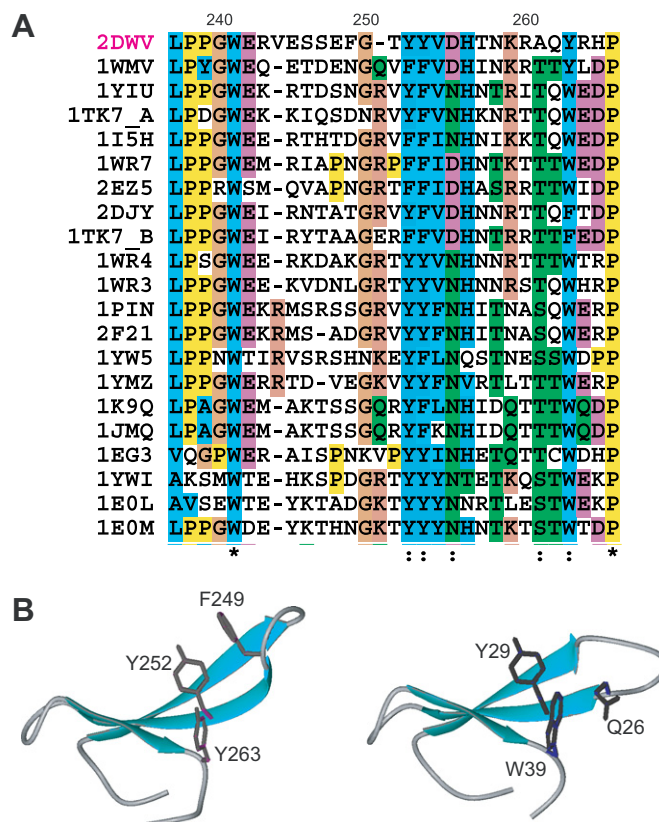 A
240 250 260
2DWV LPPGWERVESSEFG-TYYVDHTNKRAQYRHP
1WMV LPYGWEQ-ETDENGQVFFVDHINKRTTYLDP
1YIU LPPGWEK-RTDSNGRVYFVNHNTRITQWEDP
1TK7_A LPDGWEK-KIQSDNRVYFVNHKNRTTQWEDP
1I5H LPPGWEE-RTHTDGRVFFINHNIKKTQWEDP
1WR7 LPPGWEM-RIAPNGRPFFIDHNTKTTTWEDP
2EZ5 LPPRWSM-QVAPNGRTFFIDHASRRTTWIDP
2DJY LPPGWEI-RNTATGRVYFVDHNNRTTQFTDP
1TK7_B LPPGWEI-RYTAAGERFFVDHNTRRTTFEDP
1WR4 LPSGWEE-RKDAKGRTYYVNHNNRTTTWTRP
1WR3 LPPGWEE-KVDNLGRVYYVNHNNRSTQWHRP
1PIN LPPGWEKRMSRSSGRVYYFNHITNASQWERP
2F21 LPPGWEKRMS-ADGRVYYFNHITNASQWERP
1YW5 LPPNWTIRVSRSHNKEYFLNQSTNESSWDPP
1YMZ LPPGWERRTD-VEGKVYYFNHVRTLTTWERP
1K9Q LPAGWEM-AKTSSGQRYFLNHIDQTTTWQDP
1JMQ LPAGWEM-AKTSSGQRYFKNHIDQTTTWQDP
1EG3 VQGPWER-AISPNKVPYYINHETQTTCWDHP
1YWI AKSMWTE-HKSPDGRTYYYNTETKQSTWEKP
1E0L AVSEWTE-YKTADGKTYYYNNRTLESTWEKP
1E0M LPPGWDE-YKTHNGKTYYYNHNTKTSTWTDP
* : : : : : *
B
F249
Y252
Y263
Y29
Q26
W39